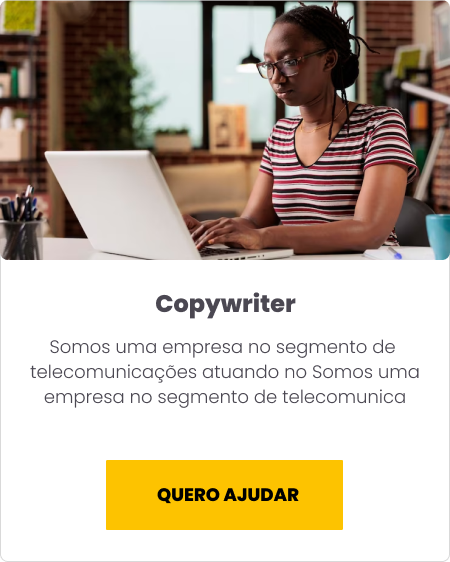 Copywriter
Somos uma empresa no segmento de
telecomunicações atuando no Somos uma
empresa no segmento de telecomunica
QUERO AJUDAR